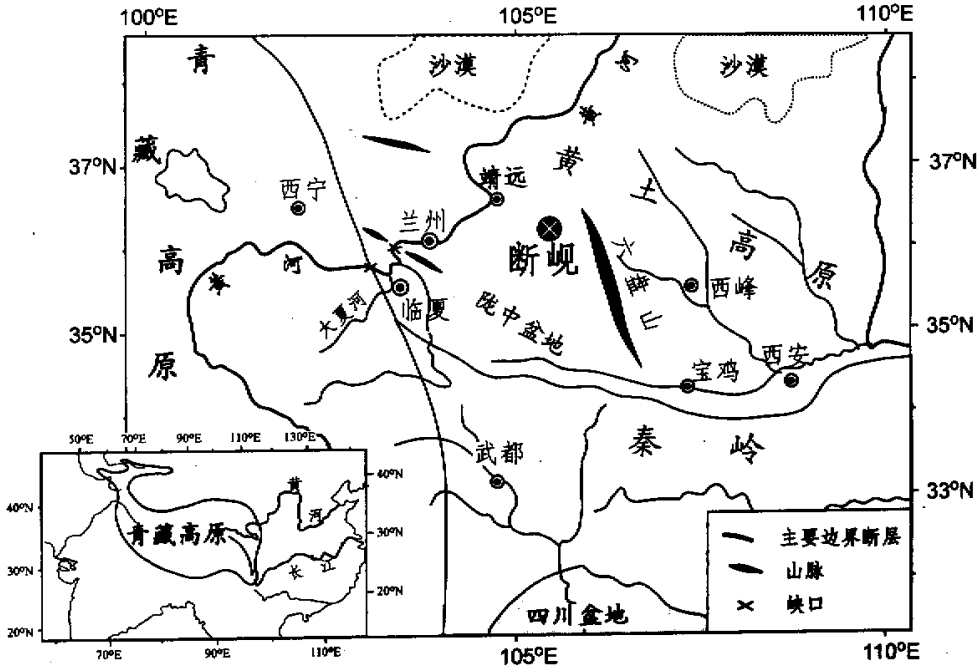 100°E 105°E 110°E
青 沙漠 河 沙漠
藏 黄 黄
37°N 靖远 土 37°N
西宁
兰州 高
高 河 断岘 六 原
黄 盘 西峰
大夏河 临夏 陇中盆地 山
35°N 35°N
原 宝鸡 西安
秦 岭
武都
33°N
50°E 70°E 90°E 110°E 130°E
40°N 黄 40°N
河
青藏高原 30°N
30°N 长江
20°N
20°N
70°E 90°E 110°E
主要边界断层
山脉
峡口
四川盆地
105°E 110°E